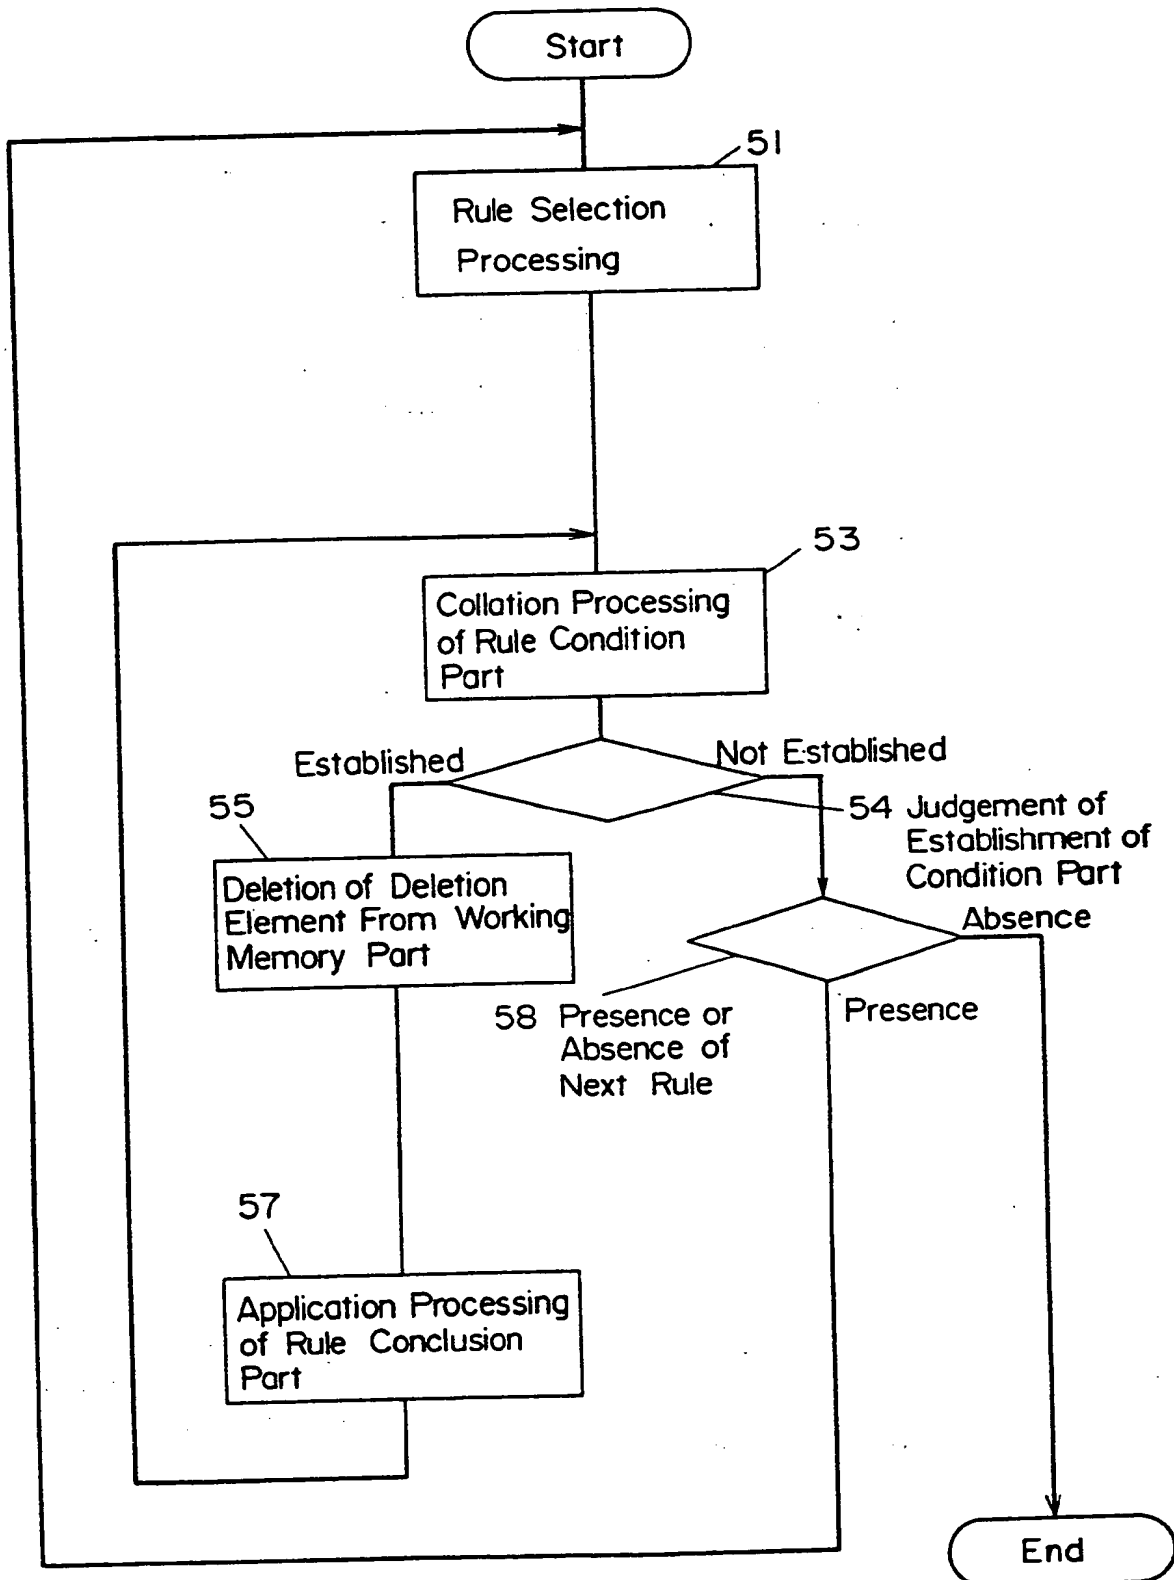 Start
51
Rule Selection
Processing
53
Collation Processing
of Rule Condition
Part
Established
Not Established
54 Judgement of
Establishment of
Condition Part
55
Deletion of Deletion
Element From Working
Memory Part
Absence
58 Presence or
Absence of
Next Rule
Presence
57
Application Processing
of Rule Conclusion
Part
End